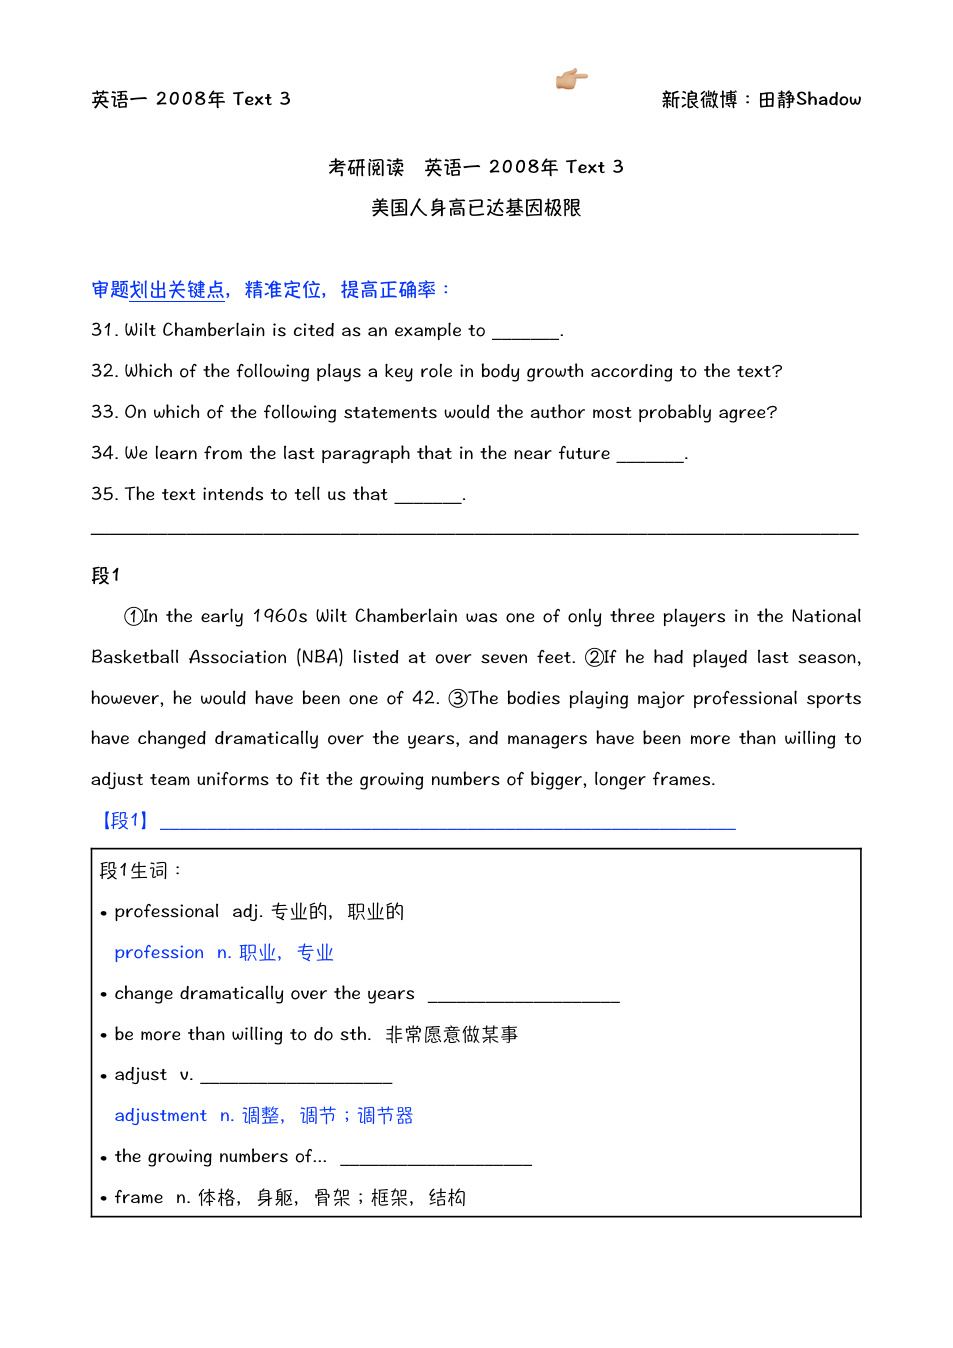 英语一 2008年 Text 3
新浪微博：田静Shadow
考研阅读 英语一 2008年 Text 3
美国人身高已达基因极限
审题划出关键点，精准定位，提高正确率：
31. Wilt Chamberlain is cited as an example to _______.
32. Which of the following plays a key role in body growth according to the text?
33. On which of the following statements would the author most probably agree?
34. We learn from the last paragraph that in the near future _______.
35. The text intends to tell us that _______.
段1
①In the early 1960s Wilt Chamberlain was one of only three players in the National
Basketball Association (NBA) listed at over seven feet. ②If he had played last season,
however, he would have been one of 42. ③The bodies playing major professional sports
have changed dramatically over the years, and managers have been more than willing to
adjust team uniforms to fit the growing numbers of bigger, longer frames.
【段1】____________________________________________________________
段1生词：
• professional adj. 专业的，职业的
profession n. 职业，专业
• change dramatically over the years ____________________
• be more than willing to do sth. 非常愿意做某事
• adjust v. ____________________
adjustment n. 调整，调节；调节器
• the growing numbers of... ____________________
• frame n. 体格，身躯，骨架；框架，结构